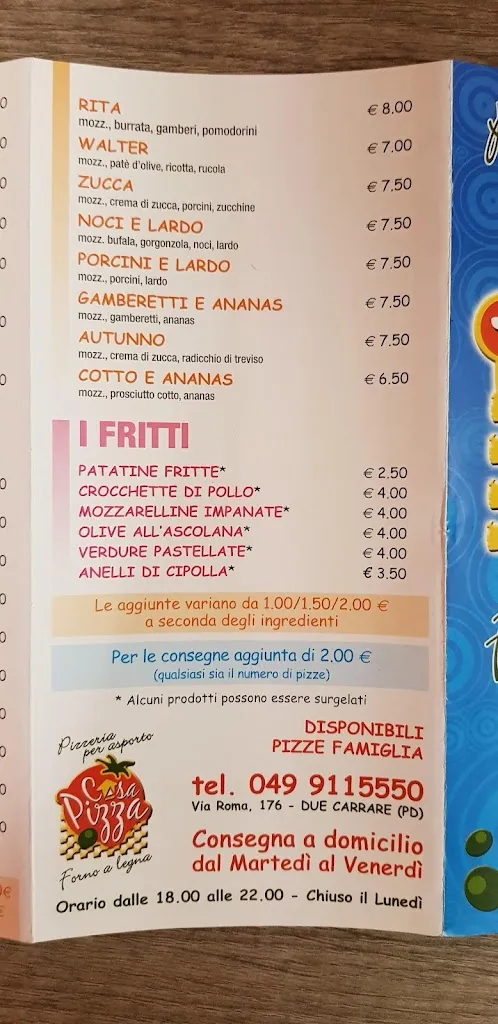 RITA € 8.00
mozz., burrata, gamberi, pomodorini
WALTER € 7.00
mozz., patè d'olive, ricotta, rucola
ZUCCA € 7.50
mozz., crema di zucca, porcini, zucchine
NOCI E LARDO € 7.50
mozz. bufala, gorgonzola, noci, lardo
PORCINI E LARDO € 7.50
mozz., porcini, lardo
GAMBERETTI E ANANAS € 7.50
mozz., gamberetti, ananas
AUTUNNO € 7.50
mozz., crema di zucca, radicchio di treviso
COTTO E ANANAS € 6.50
mozz., prosciutto cotto, ananas
I FRITTI
PATATINE FRITTE* € 2.50
CROCCHETTE DI POLLO* € 4.00
MOZZARELLINE IMPANATE* € 4.00
OLIVE ALL'ASCOLANA* € 4.00
VERDURE PASTELLATE* € 4.00
ANELLI DI CIPOLLA* € 3.50
Le aggiunte variano da 1.00/1.50/2.00 €
a seconda degli ingredienti
Per le consegne aggiunta di 2.00 €
(qualsiasi sia il numero di pizze)
* Alcuni prodotti possono essere surgelati
DISPONIBILI
PIZZE FAMIGLIA
Pizzeria
per asporto
Casa
Pizza
Forno a legna
tel. 049 9115550
Via Roma, 176 - DUE CARRARE (PD)
Consegna a domicilio
dal Martedì al Venerdì
Orario dalle 18.00 alle 22.00 - Chiuso il Lunedì